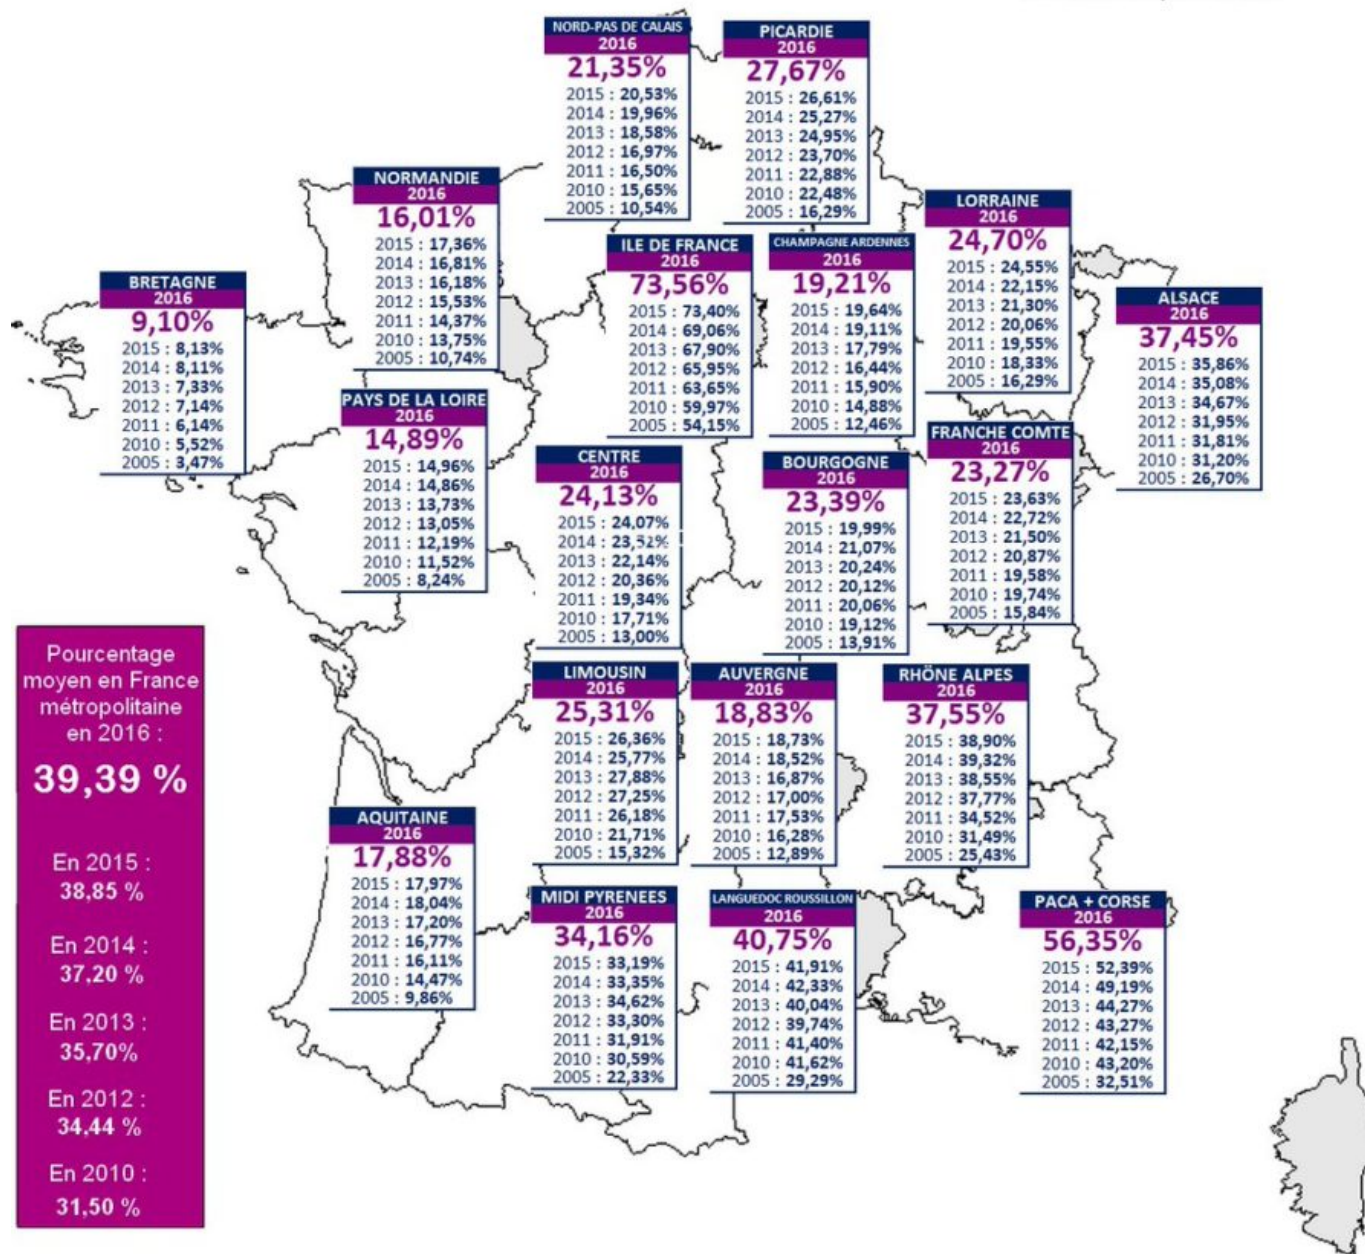 NORD-PAS DE CALAIS
2016
21,35%
2015 : 20,53%
2014 : 19,96%
2013 : 18,58%
2012 : 16,97%
2011 : 16,50%
2010 : 15,65%
2005 : 10,54%
PICARDIE
2016
27,67%
2015 : 26,61%
2014 : 25,27%
2013 : 24,95%
2012 : 23,70%
2011 : 22,88%
2010 : 22,48%
2005 : 16,29%
NORMANDIE
2016
16,01%
2015 : 17,36%
2014 : 16,81%
2013 : 16,18%
2012 : 15,53%
2011 : 14,37%
2010 : 13,75%
2005 : 10,74%
LORRAINE
2016
24,70%
2015 : 24,55%
2014 : 22,15%
2013 : 21,30%
2012 : 20,06%
2011 : 19,55%
2010 : 18,33%
2005 : 16,29%
ILE DE FRANCE
2016
73,56%
2015 : 73,40%
2014 : 69,06%
2013 : 67,90%
2012 : 65,95%
2011 : 63,65%
2010 : 59,97%
2005 : 54,15%
CHAMPAGNE ARDENNES
2016
19,21%
2015 : 19,64%
2014 : 19,11%
2013 : 17,79%
2012 : 16,44%
2011 : 15,90%
2010 : 14,88%
2005 : 12,46%
BRETAGNE
2016
9,10%
2015 : 8,13%
2014 : 8,11%
2013 : 7,33%
2012 : 7,14%
2011 : 6,14%
2010 : 5,52%
2005 : 3,47%
ALSACE
2016
37,45%
2015 : 35,86%
2014 : 35,08%
2013 : 34,67%
2012 : 31,95%
2011 : 31,81%
2010 : 31,20%
2005 : 26,70%
PAYS DE LA LOIRE
2016
14,89%
2015 : 14,96%
2014 : 14,86%
2013 : 13,73%
2012 : 13,05%
2011 : 12,19%
2010 : 11,52%
2005 : 8,24%
CENTRE
2016
24,13%
2015 : 24,07%
2014 : 23,52%
2013 : 22,14%
2012 : 20,36%
2011 : 19,34%
2010 : 17,71%
2005 : 13,00%
BOURGOGNE
2016
23,39%
2015 : 19,99%
2014 : 21,07%
2013 : 20,24%
2012 : 20,12%
2011 : 20,06%
2010 : 19,12%
2005 : 13,91%
FRANCHE COMTE
2016
23,27%
2015 : 23,63%
2014 : 22,72%
2013 : 21,50%
2012 : 20,87%
2011 : 19,58%
2010 : 19,74%
2005 : 15,84%
Pourcentage
moyen en France
métropolitaine
en 2016 :
39,39 %
En 2015 :
38,85 %
En 2014 :
37,20 %
En 2013 :
35,70%
En 2012 :
34,44 %
En 2010 :
31,50 %
LIMOUSIN
2016
25,31%
2015 : 26,36%
2014 : 25,77%
2013 : 27,88%
2012 : 27,25%
2011 : 26,18%
2010 : 21,71%
2005 : 15,32%
AUVERGNE
2016
18,83%
2015 : 18,73%
2014 : 18,52%
2013 : 16,87%
2012 : 17,00%
2011 : 17,53%
2010 : 16,28%
2005 : 12,89%
RHÖNE ALPES
2016
37,55%
2015 : 38,90%
2014 : 39,32%
2013 : 38,55%
2012 : 37,77%
2011 : 34,52%
2010 : 31,49%
2005 : 25,43%
AQUITAINE
2016
17,88%
2015 : 17,97%
2014 : 18,04%
2013 : 17,20%
2012 : 16,77%
2011 : 16,11%
2010 : 14,47%
2005 : 9,86%
MIDI PYRENEES
2016
34,16%
2015 : 33,19%
2014 : 33,35%
2013 : 34,62%
2012 : 33,30%
2011 : 31,91%
2010 : 30,59%
2005 : 22,33%
LANGUEDOC ROUSSILLON
2016
40,75%
2015 : 41,91%
2014 : 42,33%
2013 : 40,04%
2012 : 39,74%
2011 : 41,40%
2010 : 41,62%
2005 : 29,29%
PACA + CORSE
2016
56,35%
2015 : 52,39%
2014 : 49,19%
2013 : 44,27%
2012 : 43,27%
2011 : 42,15%
2010 : 43,20%
2005 : 32,51%